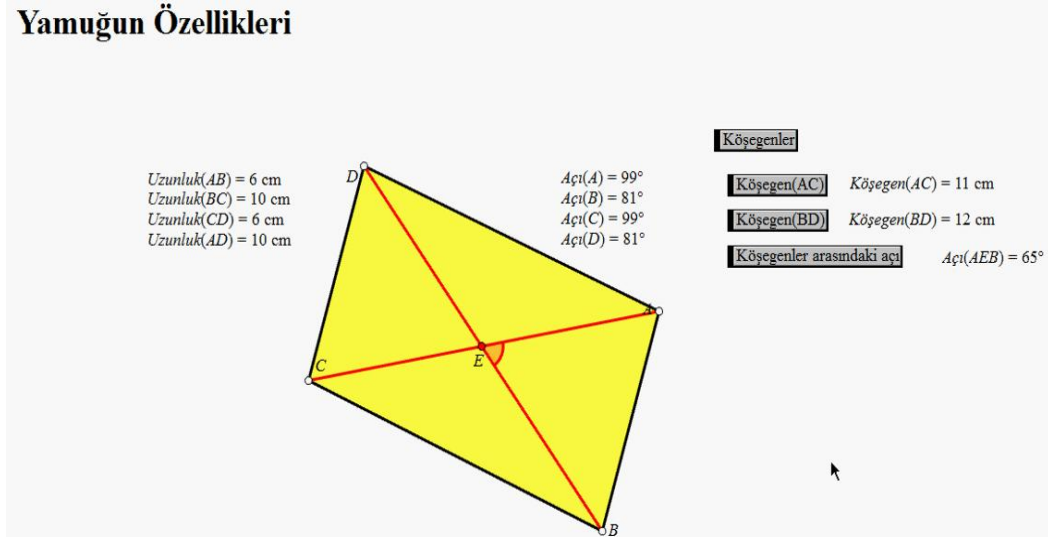 Yamuğun Özellikleri
Köşegenler
Uzunluk(AB) = 6 cm
Uzunluk(BC) = 10 cm
Uzunluk(CD) = 6 cm
Uzunluk(AD) = 10 cm
D
Açı(A) = 99°
Açı(B) = 81°
Açı(C) = 99°
Açı(D) = 81°
Köşegen(AC) Köşegen(AC) = 11 cm
Köşegen(BD) Köşegen(BD) = 12 cm
Köşegenler arasındaki açı Açı(AEB) = 65°
A
E
C
B